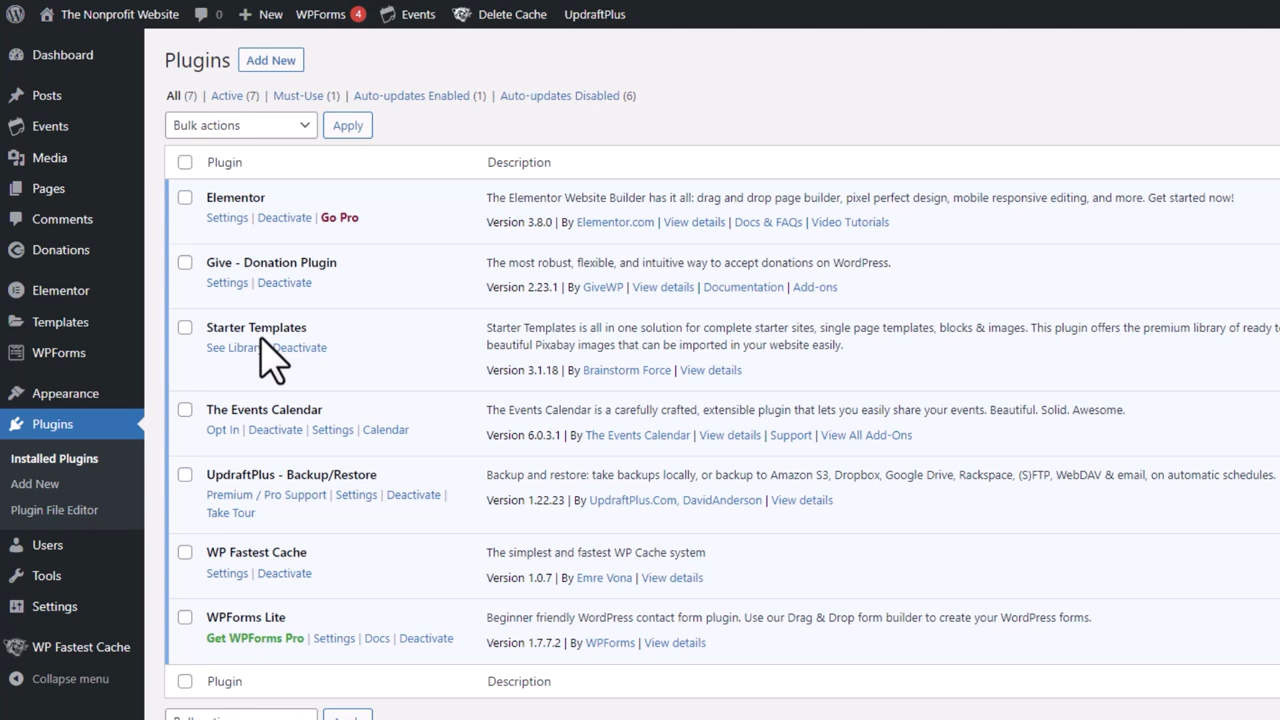 The Nonprofit Website 0 New WPForms 4 Events Delete Cache UpdraftPlus
Dashboard
Posts
Events
Media
Pages
Comments
Donations
Elementor
Templates
WPForms
Appearance
Plugins
Installed Plugins
Add New
Plugin File Editor
Users
Tools
Settings
WP Fastest Cache
Collapse menu
Plugins Add New
All (7) | Active (7) | Must-Use (1) | Auto-updates Enabled (1) | Auto-updates Disabled (6)
Bulk actions Apply
Plugin Description
Elementor
Settings | Deactivate | Go Pro
The Elementor Website Builder has it all: drag and drop page builder, pixel perfect design, mobile responsive editing, and more. Get started now!
Version 3.8.0 | By Elementor.com | View details | Docs & FAQs | Video Tutorials
Give - Donation Plugin
Settings | Deactivate
The most robust, flexible, and intuitive way to accept donations on WordPress.
Version 2.23.1 | By GiveWP | View details | Documentation | Add-ons
Starter Templates
See Librar Deactivate
Starter Templates is all in one solution for complete starter sites, single page templates, blocks & images. This plugin offers the premium library of ready to
beautiful Pixabay images that can be imported in your website easily.
Version 3.1.18 | By Brainstorm Force | View details
The Events Calendar
Opt In | Deactivate | Settings | Calendar
The Events Calendar is a carefully crafted, extensible plugin that lets you easily share your events. Beautiful. Solid. Awesome.
Version 6.0.3.1 | By The Events Calendar | View details | Support | View All Add-Ons
UpdraftPlus - Backup/Restore
Premium / Pro Support | Settings | Deactivate |
Take Tour
Backup and restore: take backups locally, or backup to Amazon S3, Dropbox, Google Drive, Rackspace, (S)FTP, WebDAV & email, on automatic schedules.
Version 1.22.23 | By UpdraftPlus.Com, DavidAnderson | View details
WP Fastest Cache
Settings | Deactivate
The simplest and fastest WP Cache system
Version 1.0.7 | By Emre Vona | View details
WPForms Lite
Get WPForms Pro | Settings | Docs | Deactivate
Beginner friendly WordPress contact form plugin. Use our Drag & Drop form builder to create your WordPress forms.
Version 1.7.7.2 | By WPForms | View details
Plugin Description